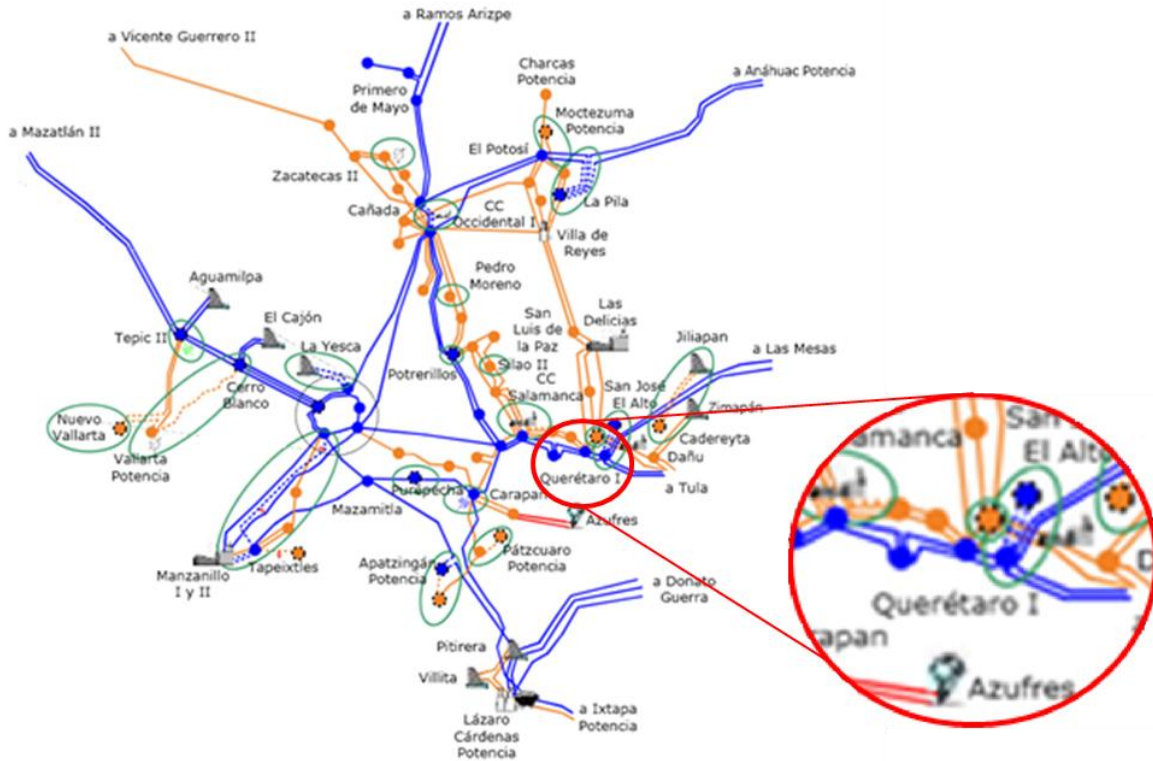 a Ramos Arizpe
a Vicente Guerrero II
Charcas
Potencia
a Anáhuac Potencia
Primero
de Mayo
Moctezuma
Potencia
a Mazatlán II
El Potosí
Zacatecas II
La Pila
Cañada
CC
Occidental I
Villa de
Reyes
Aguamilpa
Pedro
Moreno
El Cajón
San
Luis de
la Paz
Las
Delicias
Jiliapan
Tepic II
La Yesca
a Las Mesas
Potrerillos
Silao II
CC
Salamanca
San José
El Alto
Zimapán
Cerro
Blanco
Nuevo
Vallarta
Cadereyta
Vallarta
Potencia
Dañu
Querétaro I
a Tula
Purépecha
Carapan
Mazamitla
Azufres
Manzanillo
I y II
Tapeixtles
Apatzingán
Potencia
Pátzcuaro
Potencia
a Donato
Guerra
Pitirera
Villita
Lázaro
Cárdenas
Potencia
a Ixtapa
Potencia
San
amanca
El Alto
D
Querétaro I
rapan
a
Azufres